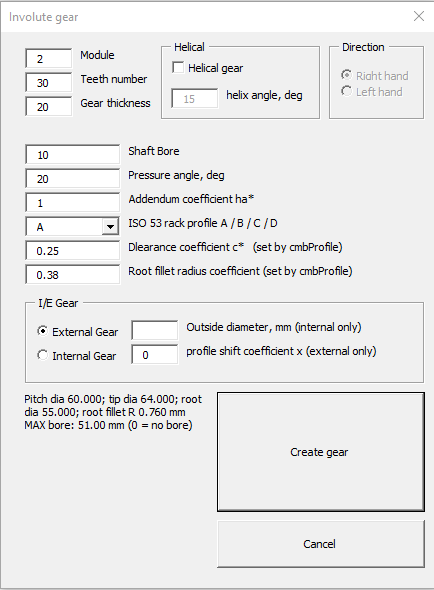 Involute gear
2 Module
30 Teeth number
20 Gear thickness
Helical
Helical gear
15 helix angle, deg
Direction
Right hand
Left hand
10 Shaft Bore
20 Pressure angle, deg
1 Addendum coefficient ha*
A ISO 53 rack profile A / B / C / D
0.25 Dlearance coefficient c* (set by cmbProfile)
0.38 Root fillet radius coefficient (set by cmbProfile)
I/E Gear
External Gear Outside diameter, mm (internal only)
Internal Gear 0 profile shift coefficient x (external only)
Pitch dia 60.000; tip dia 64.000; root
dia 55.000; root fillet R 0.760 mm
MAX bore: 51.00 mm (0 = no bore)
Create gear
Cancel